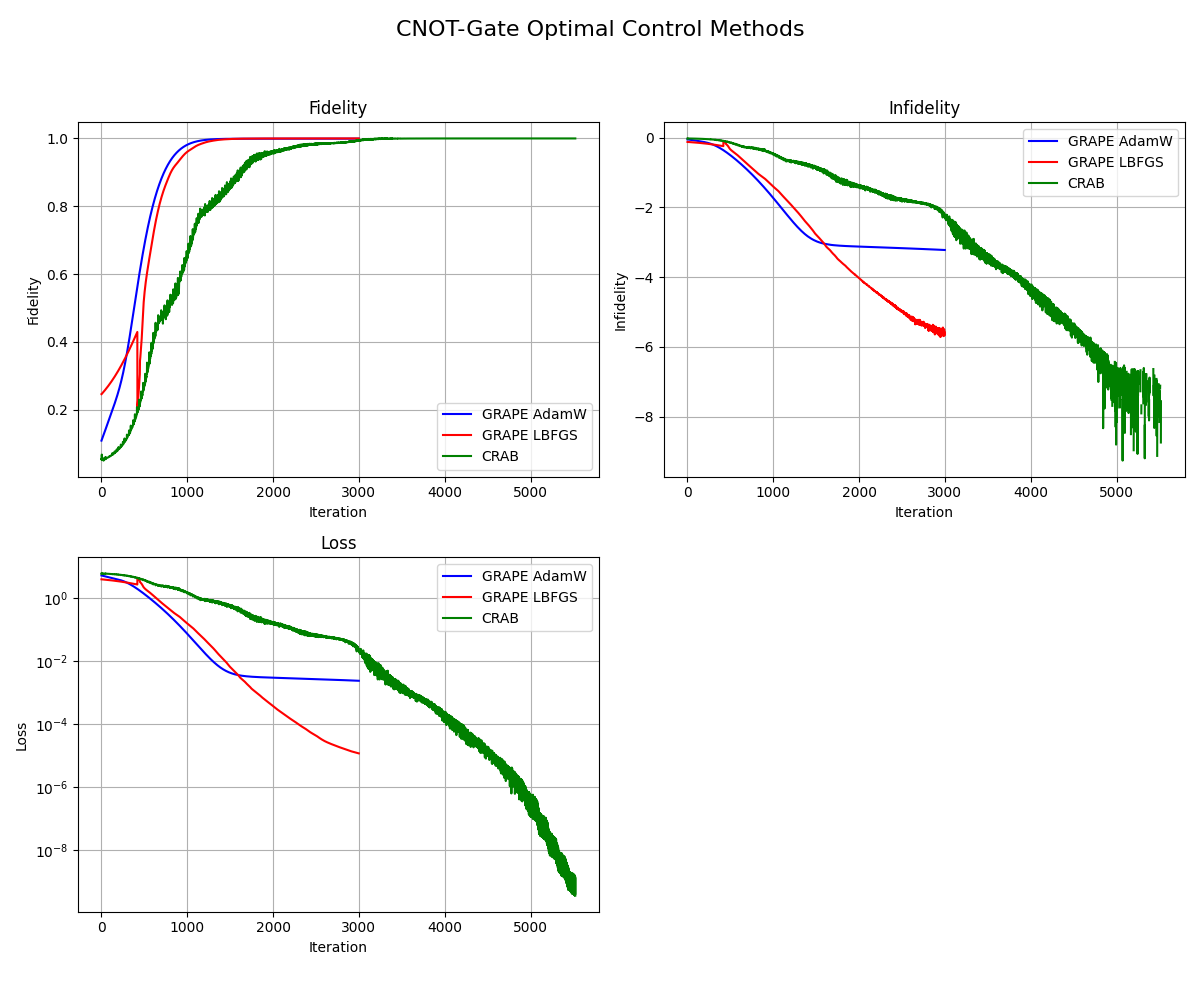 CNOT-Gate Optimal Control Methods
Fidelity
1.0
0.8
0.6
0.4
0.2
Fidelity
GRAPE AdamW
GRAPE LBFGS
CRAB
0 1000 2000 3000 4000 5000
Iteration
Infidelity
0
−2
−4
−6
−8
Infidelity
GRAPE AdamW
GRAPE LBFGS
CRAB
0 1000 2000 3000 4000 5000
Iteration
Loss
10⁰
10⁻²
10⁻⁴
10⁻⁶
10⁻⁸
Loss
GRAPE AdamW
GRAPE LBFGS
CRAB
0 1000 2000 3000 4000 5000
Iteration